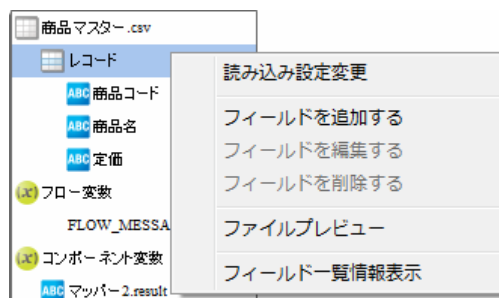 商品マスター.csv
レコード
ABC 商品コード
ABC 商品名
ABC 定価
(x) フロー変数
FLOW_MESSA
(x) コンポーネント変数
ABC マッパー2.result
読み込み設定変更
フィールドを追加する
フィールドを編集する
フィールドを削除する
ファイルプレビュー
フィールド一覧情報表示